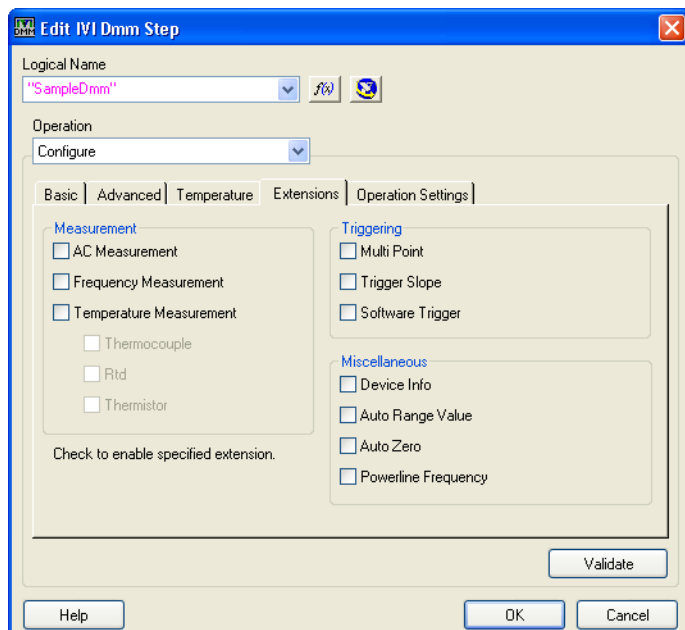 DMM
Edit IVI Dmm Step
Logical Name
"SampleDmm"
f(x)
Operation
Configure
Basic
Advanced
Temperature
Extensions
Operation Settings
Measurement
AC Measurement
Frequency Measurement
Temperature Measurement
Thermocouple
Rtd
Thermistor
Check to enable specified extension.
Triggering
Multi Point
Trigger Slope
Software Trigger
Miscellaneous
Device Info
Auto Range Value
Auto Zero
Powerline Frequency
Validate
Help
OK
Cancel